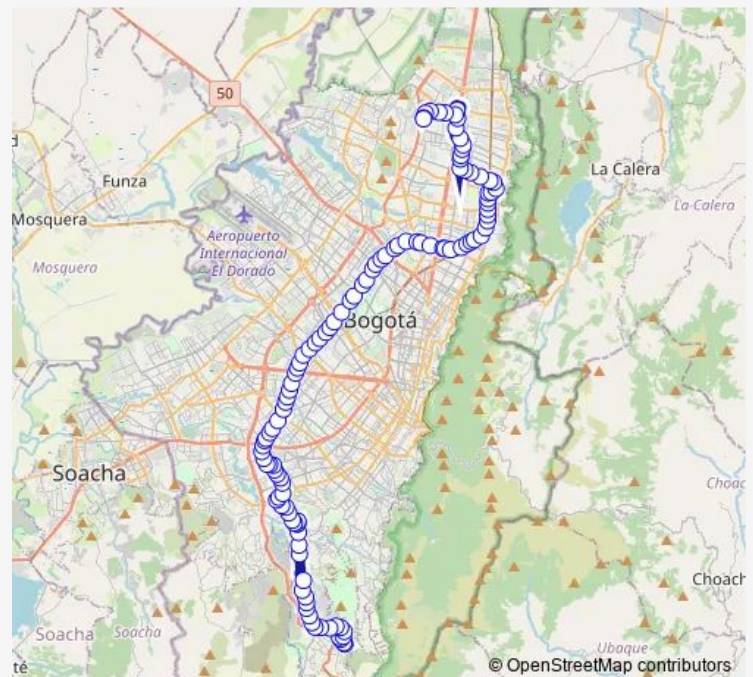 50
d
Funza
Mosquera
Mosquera
Aeropuerto
Internacional
El Dorado
La Calera
La Calera
Bogotá
Soacha
Choac
Choach
Soacha
Soacha
Ubaque
té
© OpenStreetMap contributors